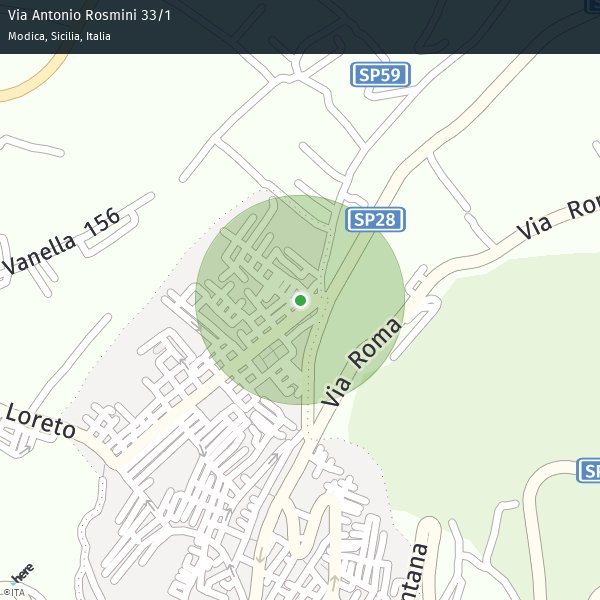 Via Antonio Rosmini 33/1
Modica, Sicilia, Italia
SP59
SP28
Via Roma
Vanella 156
Via Roma
Loreto
SP
ntana
here
©ITA